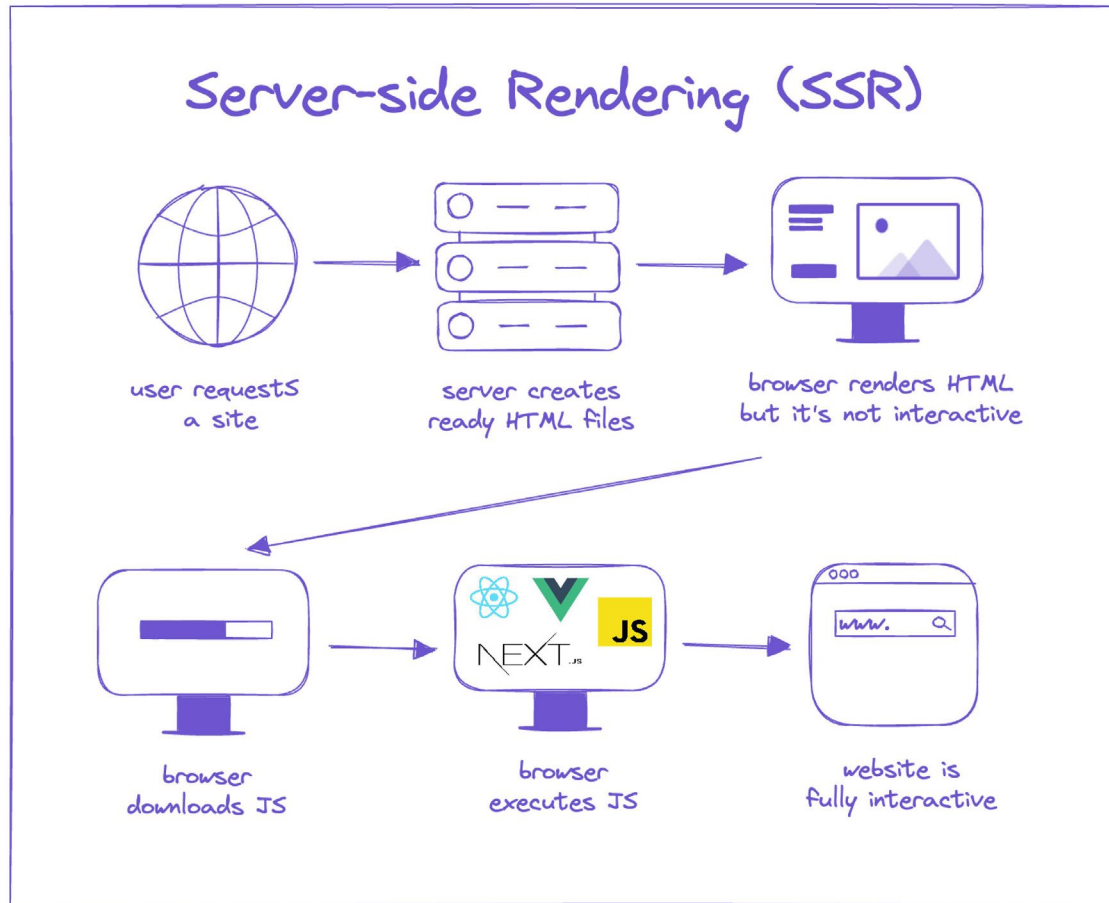 Server-side Rendering (SSR)
user requests
a site
server creates
ready HTML files
browser renders HTML
but it's not interactive
NEXT.JS
JS
www.
browser
downloads JS
browser
executes JS
website is
fully interactive